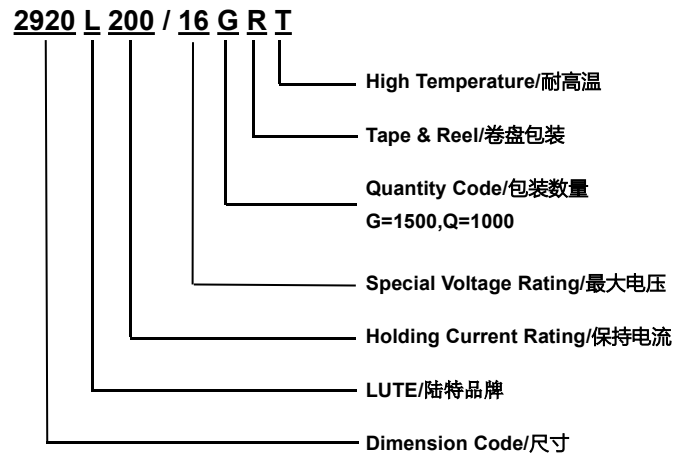 2920 L 200 / 16 G R T
High Temperature/耐高温
Tape & Reel/卷盘包装
Quantity Code/包装数量
G=1500,Q=1000
Special Voltage Rating/最大电压
Holding Current Rating/保持电流
LUTE/陆特品牌
Dimension Code/尺寸